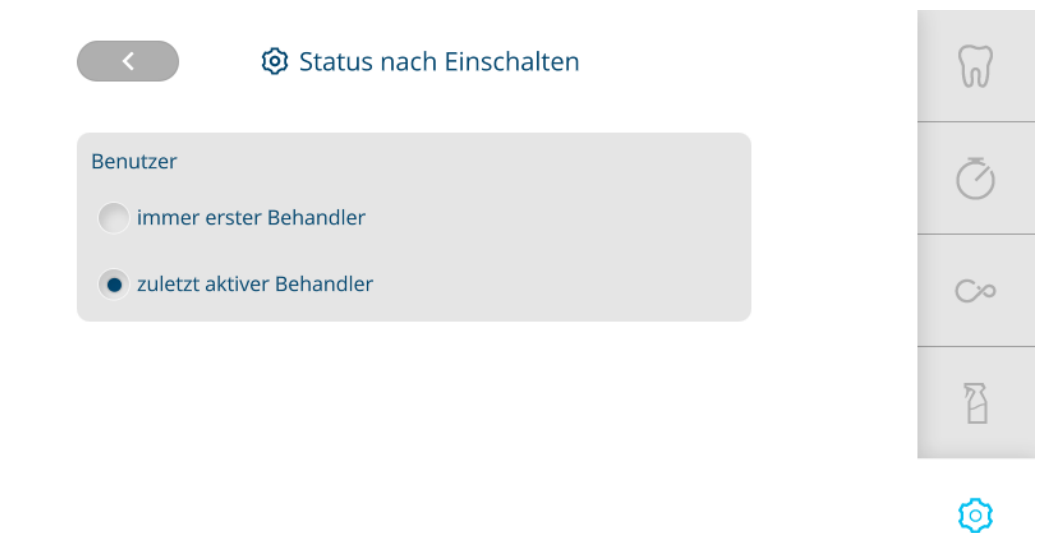 Status nach Einschalten
Benutzer
immer erster Behandler
zuletzt aktiver Behandler